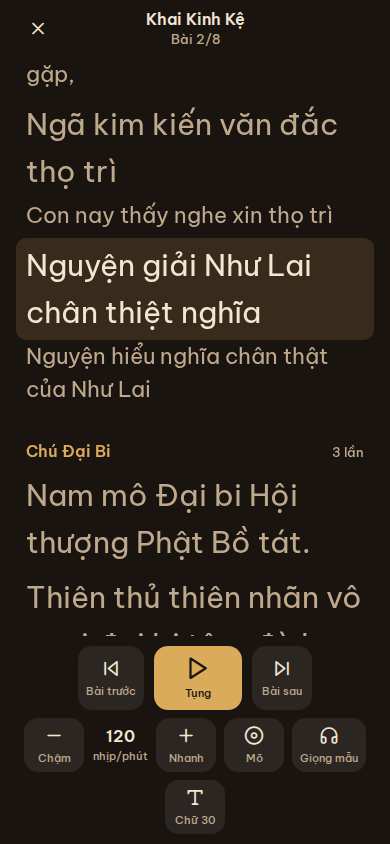 Khai Kinh Kệ
Bài 2/8
gặp,
Ngã kim kiến văn đắc
thọ trì
Con nay thấy nghe xin thọ trì
Nguyện giải Như Lai
chân thiệt nghĩa
Nguyện hiểu nghĩa chân thật
của Như Lai
Chú Đại Bi
3 lần
Nam mô Đại bi Hội
thượng Phật Bồ tát.
Thiên thủ thiên nhãn vô
Bài trước
Tụng
Bài sau
Chậm
120
nhịp/phút
Nhanh
Mõ
Giọng mẫu
Chữ 30